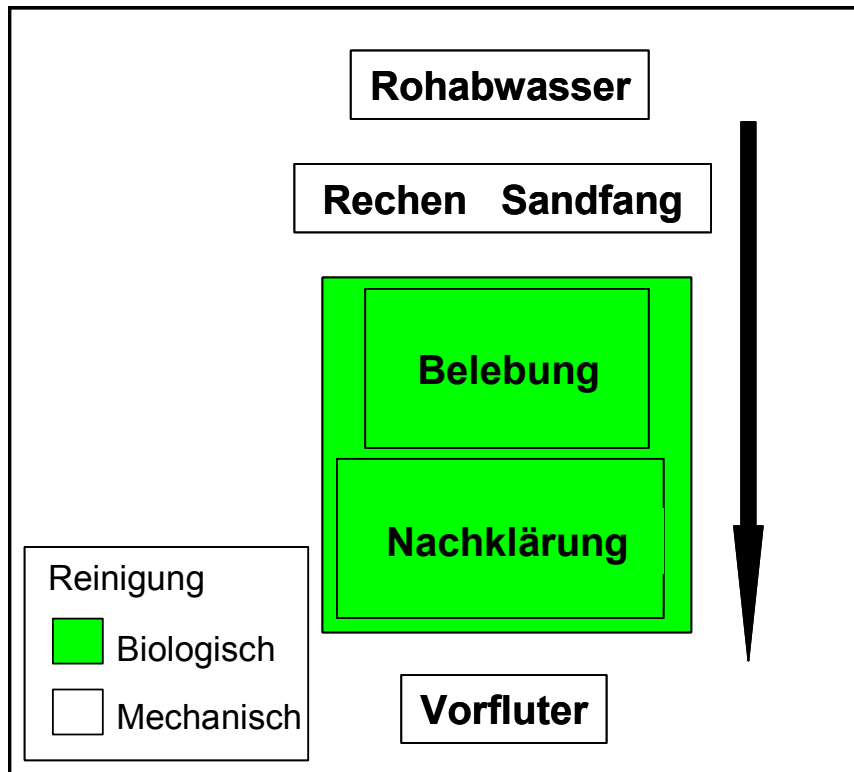 Rohabwasser
Rechen Sandfang
Belebung
Nachklärung
Reinigung
Biologisch
Mechanisch
Vorfluter